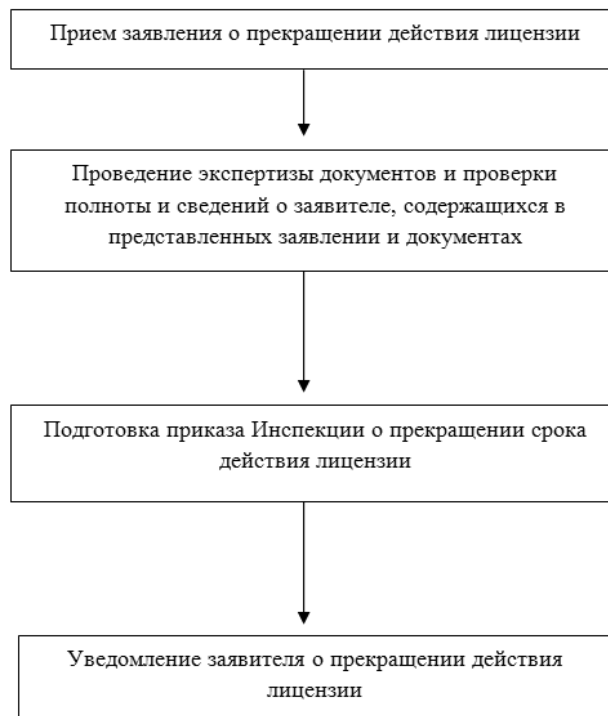 Прием заявления о прекращении действия лицензии
Проведение экспертизы документов и проверки
полноты и сведений о заявителе, содержащихся в
представленных заявлении и документах
Подготовка приказа Инспекции о прекращении срока
действия лицензии
Уведомление заявителя о прекращении действия
лицензии